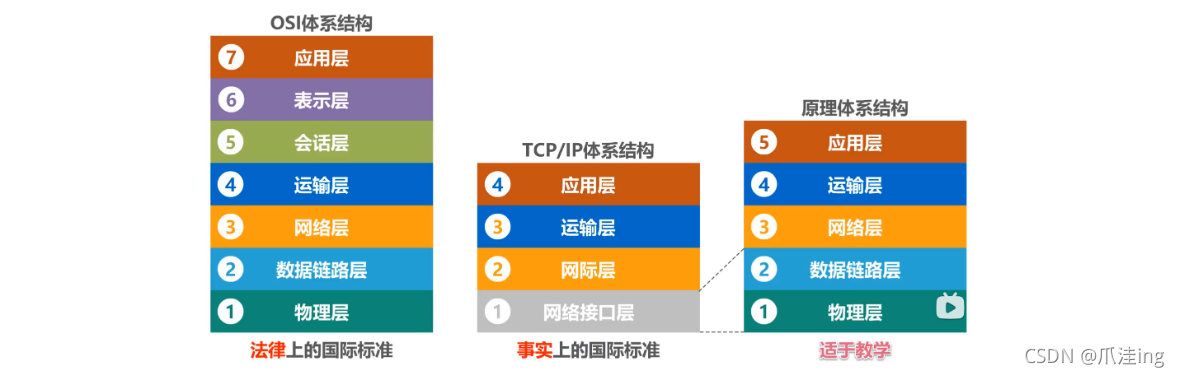 OSI体系结构
7 应用层
6 表示层
5 会话层
4 运输层
3 网络层
2 数据链路层
1 物理层
法律上的国际标准
TCP/IP体系结构
4 应用层
3 运输层
2 网际层
1 网络接口层
事实上的国际标准
原理体系结构
5 应用层
4 运输层
3 网络层
2 数据链路层
1 物理层
适于教学
CSDN @爪洼ing